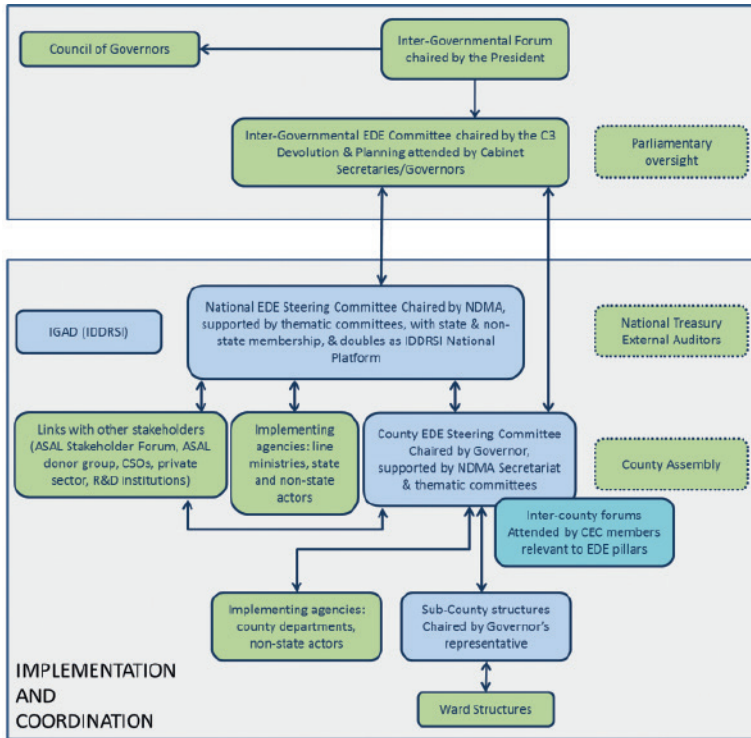 Council of Governors
Inter-Governmental Forum
chaired by the President
Inter-Governmental EDE Committee chaired by the C3
Devolution & Planning attended by Cabinet
Secretaries/Governors
Parliamentary
oversight
IGAD (IDDRSI)
National EDE Steering Committee Chaired by NDMA,
supported by thematic committees, with state & non-
state membership, & doubles as IDDRSI National
Platform
National Treasury
External Auditors
Links with other stakeholders
(ASAL Stakeholder Forum, ASAL
donor group, CSOs, private
sector, R&D Institutions)
Implementing
agencies: line
ministries, state
and non-state
actors
County EDE Steering Committee
Chaired by Governor,
supported by NDMA Secretariat
& thematic committees
County Assembly
Inter-county forums
Attended by CEC members
relevant to EDE pillars
Implementing agencies:
county departments,
non-state actors
Sub-County structures
Chaired by Governor's
representative
Ward Structures
IMPLEMENTATION
AND
COORDINATION